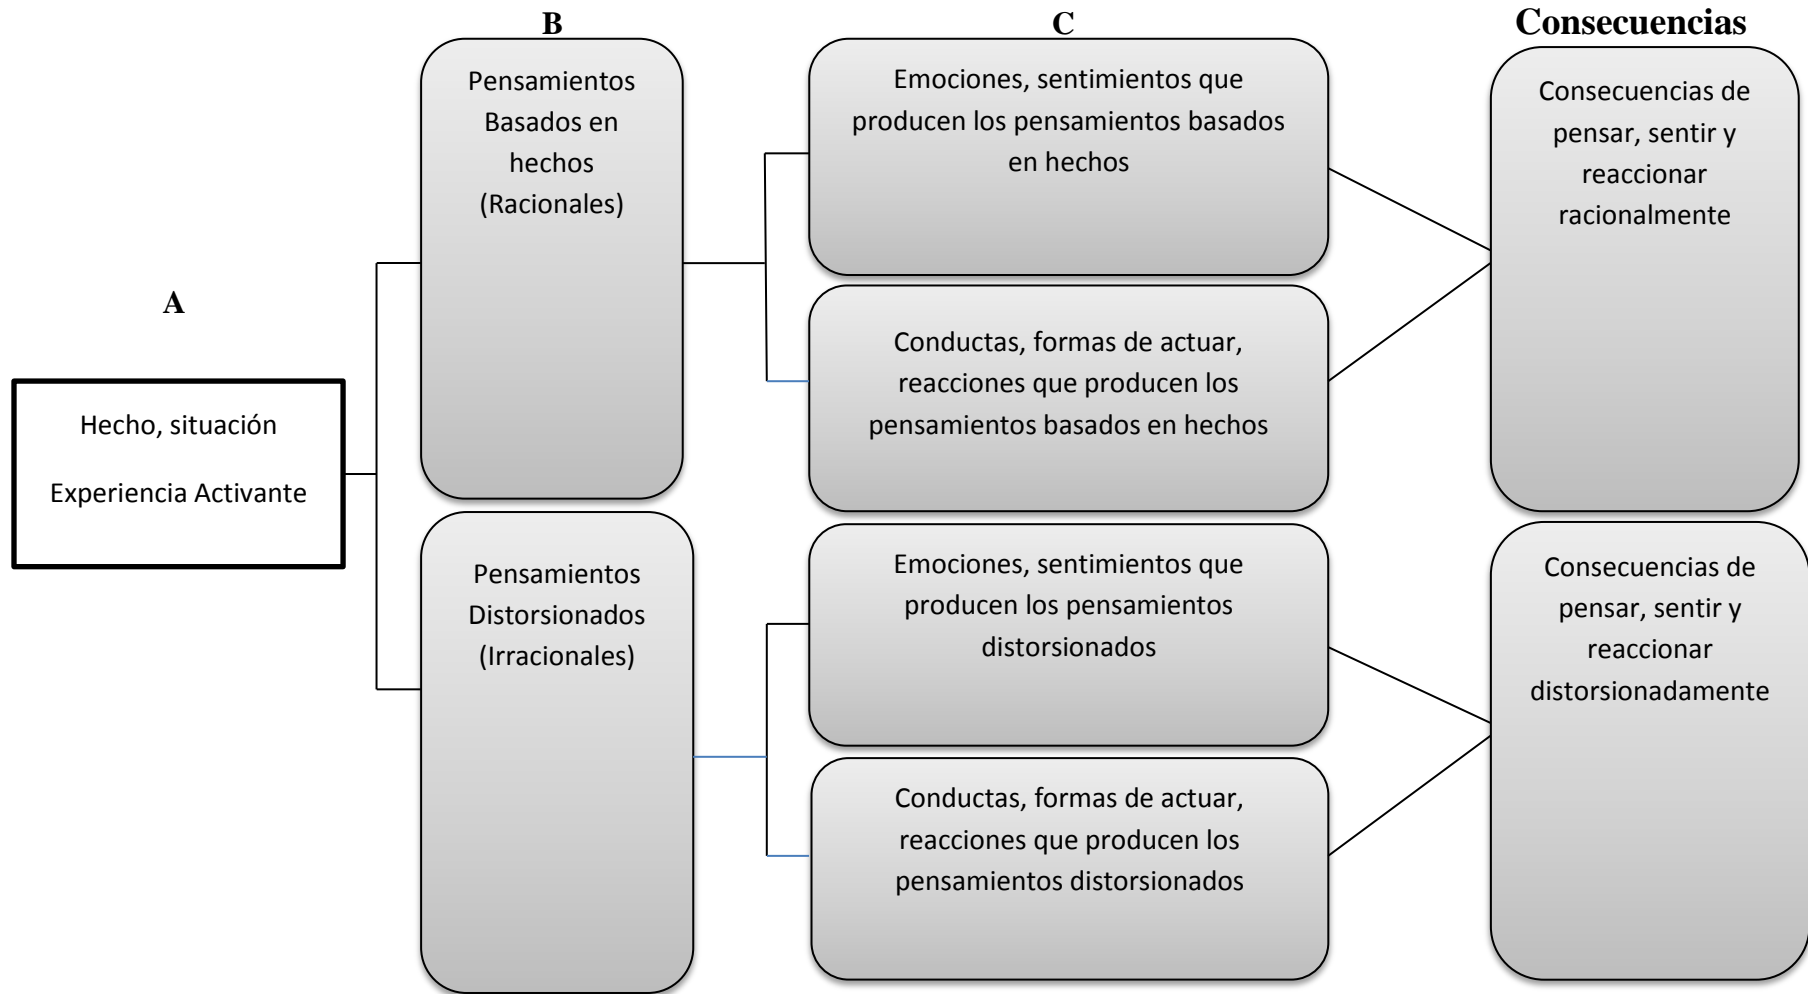 A
Hecho, situación
Experiencia Activante
B
Pensamientos
Basados en
hechos
(Racionales)
Pensamientos
Distorsionados
(Irracionales)
C
Emociones, sentimientos que
producen los pensamientos basados
en hechos
Conductas, formas de actuar,
reacciones que producen los
pensamientos basados en hechos
Emociones, sentimientos que
producen los pensamientos
distorsionados
Conductas, formas de actuar,
reacciones que producen los
pensamientos distorsionados
Consecuencias
Consecuencias de
pensar, sentir y
reaccionar
racionalmente
Consecuencias de
pensar, sentir y
reaccionar
distorsionadamente